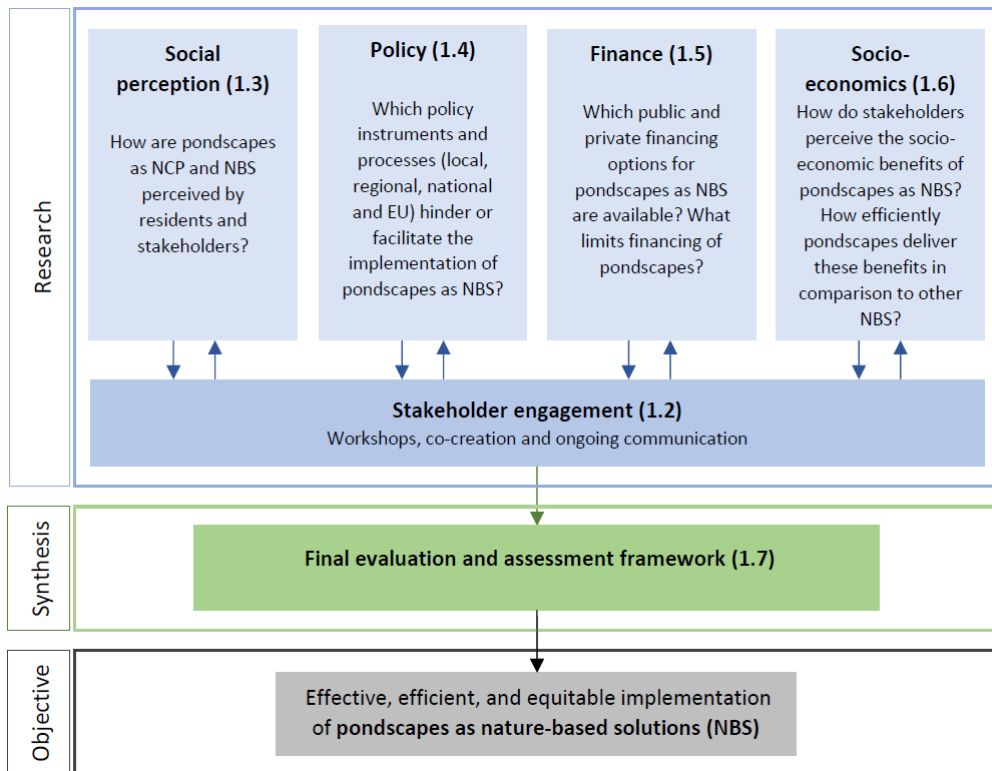 Research
Social
perception (1.3)
How are pondscapes
as NCP and NBS
perceived by
residents and
stakeholders?
Policy (1.4)
Which policy
instruments and
processes (local,
regional, national
and EU) hinder or
facilitate the
implementation of
pondscapes as NBS?
Finance (1.5)
Which public and
private financing
options for
pondscapes as NBS
are available? What
limits financing of
pondscapes?
Socio-
economics (1.6)
How do stakeholders
perceive the socio-
economic benefits of
pondscapes as NBS?
How efficiently
pondscapes deliver
these benefits in
comparison to other
NBS?
Stakeholder engagement (1.2)
Workshops, co-creation and ongoing communication
Synthesis
Final evaluation and assessment framework (1.7)
Objective
Effective, efficient, and equitable implementation
of pondscapes as nature-based solutions (NBS)